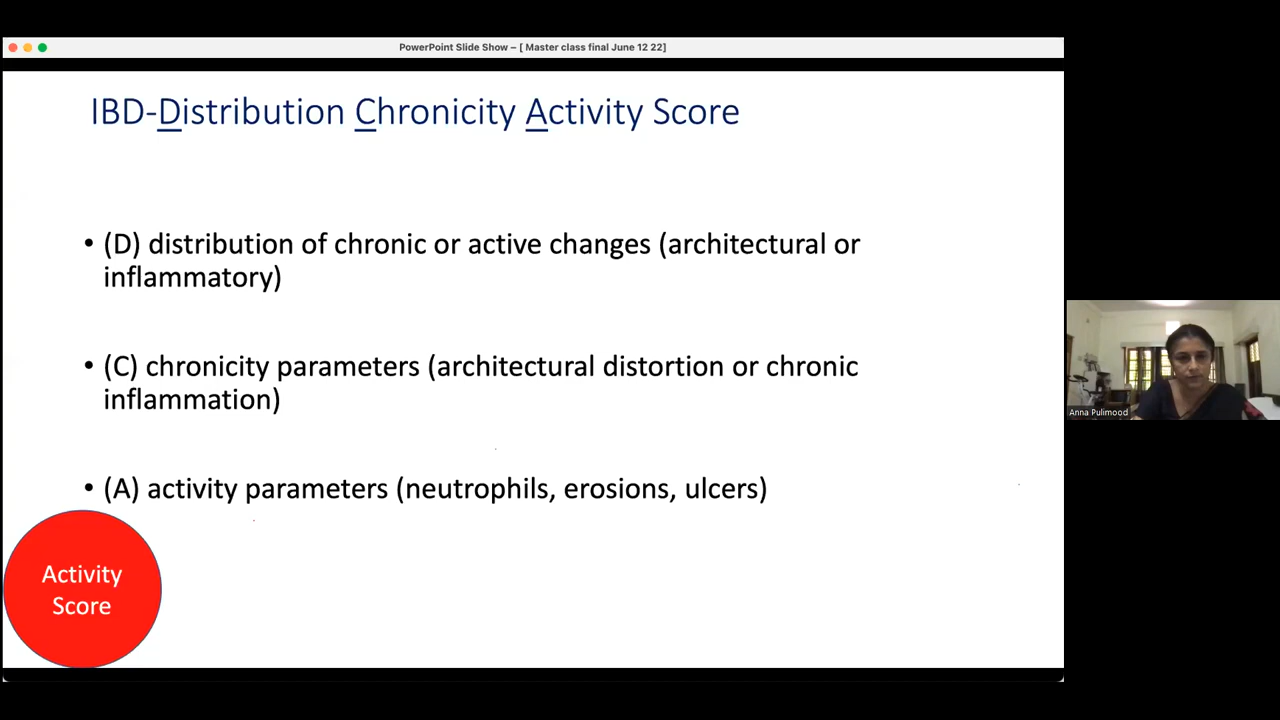 PowerPoint Slide Show – [ Master class final June 12 22]
IBD-Distribution Chronicity Activity Score
• (D) distribution of chronic or active changes (architectural or
inflammatory)
• (C) chronicity parameters (architectural distortion or chronic
inflammation)
• (A) activity parameters (neutrophils, erosions, ulcers)
Activity
Score
Anna Pulimood